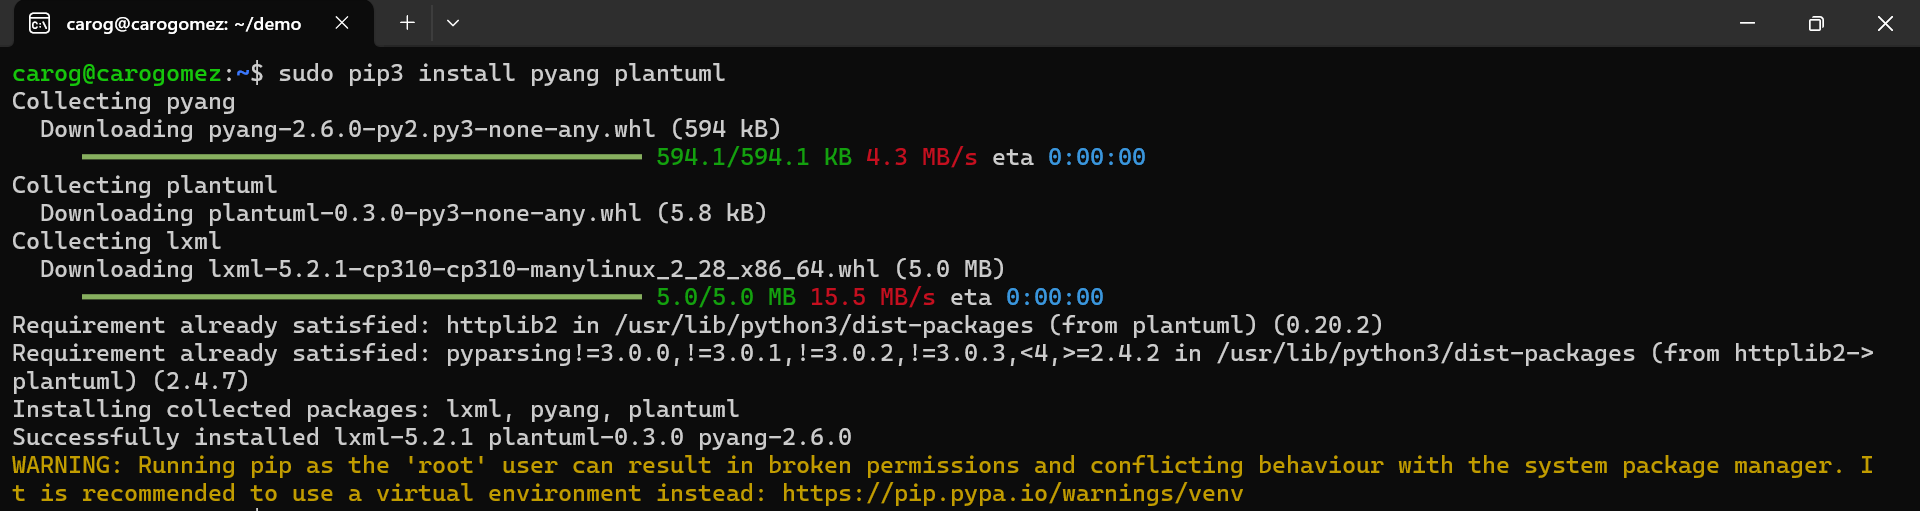 carog@carogomez: ~/demo
carog@carogomez:~$ sudo pip3 install pyang plantuml
Collecting pyang
  Downloading pyang-2.6.0-py2.py3-none-any.whl (594 kB)
     594.1/594.1 KB 4.3 MB/s eta 0:00:00
Collecting plantuml
  Downloading plantuml-0.3.0-py3-none-any.whl (5.8 kB)
Collecting lxml
  Downloading lxml-5.2.1-cp310-cp310-manylinux_2_28_x86_64.whl (5.0 MB)
     5.0/5.0 MB 15.5 MB/s eta 0:00:00
Requirement already satisfied: httplib2 in /usr/lib/python3/dist-packages (from plantuml) (0.20.2)
Requirement already satisfied: pyparsing!=3.0.0,!=3.0.1,!=3.0.2,!=3.0.3,<4,>=2.4.2 in /usr/lib/python3/dist-packages (from httplib2->
plantuml) (2.4.7)
Installing collected packages: lxml, pyang, plantuml
Successfully installed lxml-5.2.1 plantuml-0.3.0 pyang-2.6.0
WARNING: Running pip as the 'root' user can result in broken permissions and conflicting behaviour with the system package manager. I
t is recommended to use a virtual environment instead: https://pip.pypa.io/warnings/venv